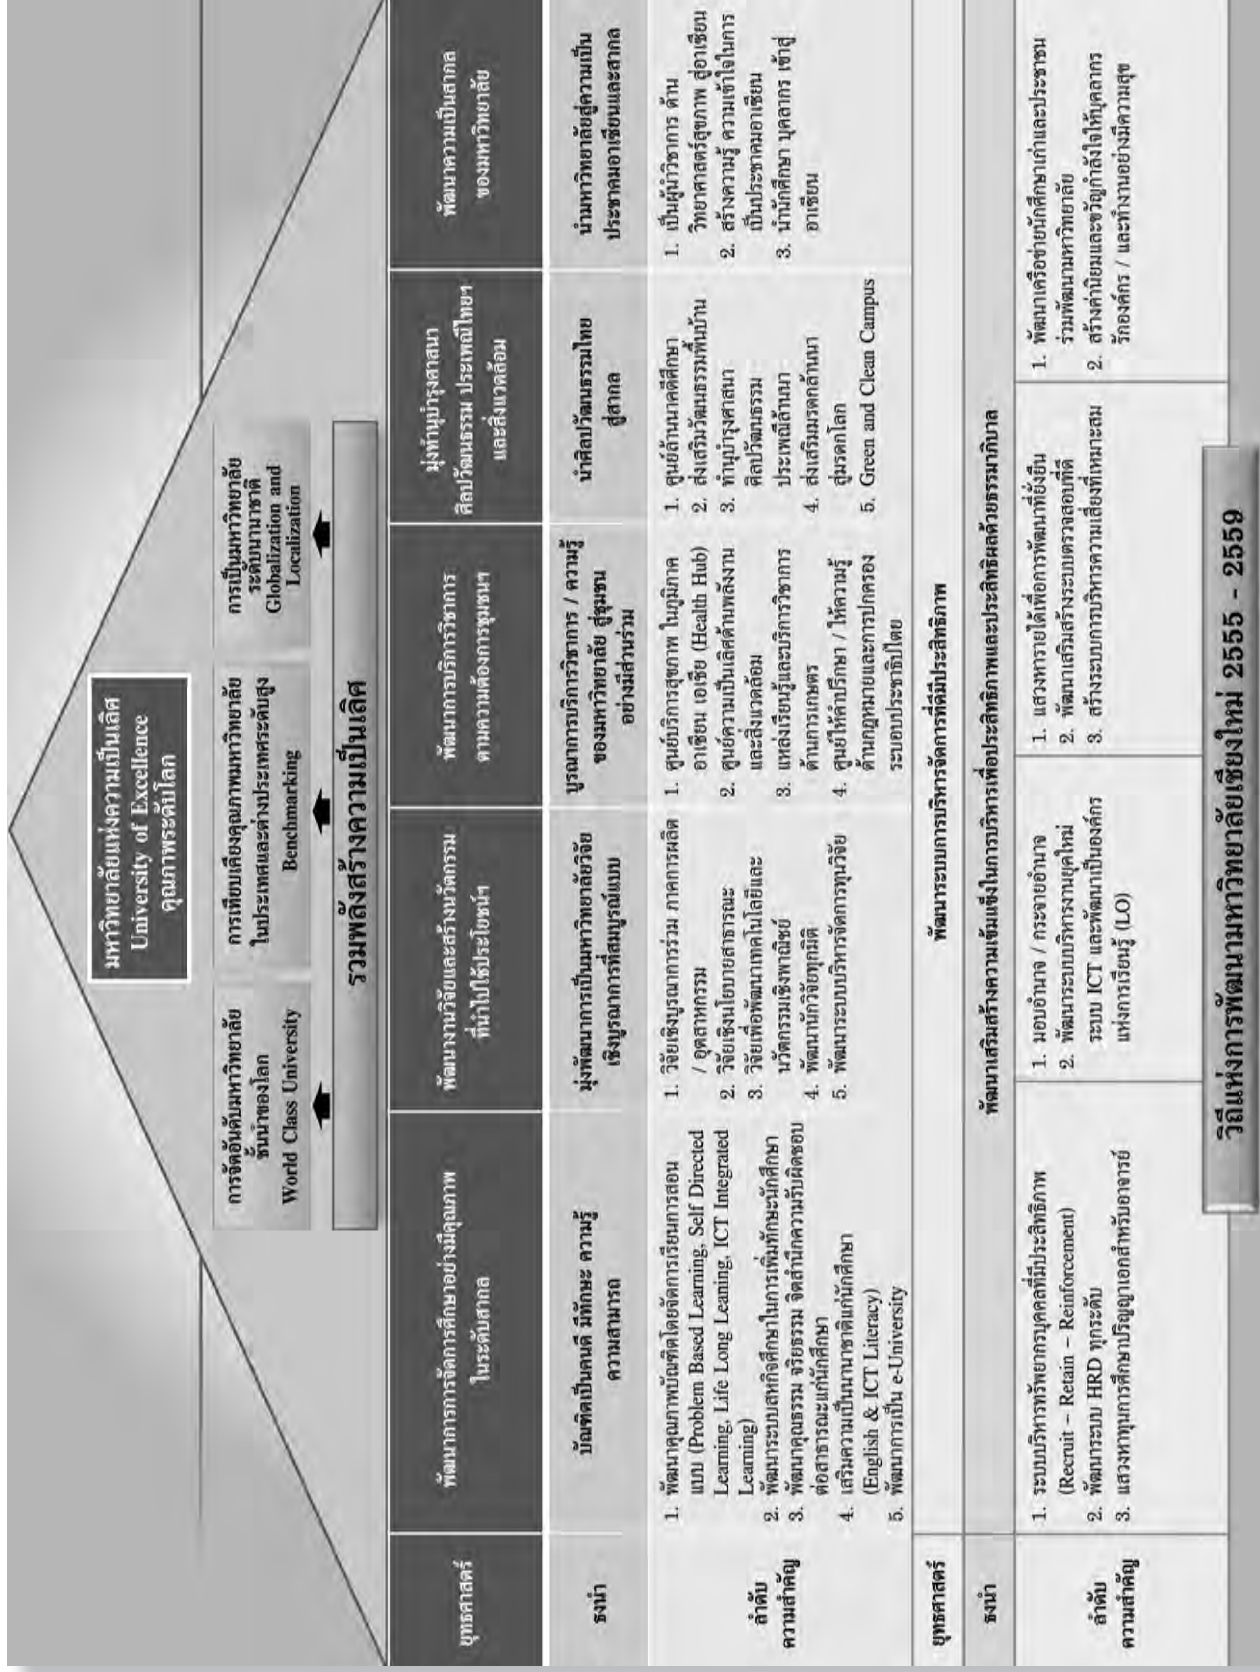 มหาวิทยาลัยแห่งความเป็นเลิศ
University of Excellence
คุณภาพระดับโลก
การจัดอันดับมหาวิทยาลัย
ชั้นนำของโลก
World Class University
การเทียบเคียงคุณภาพมหาวิทยาลัย
ในประเทศและต่างประเทศระดับสูง
Benchmarking
การเป็นมหาวิทยาลัย
ระดับนานาชาติ
Globalization and
Localization
รวมพลังสร้างความเป็นเลิศ
ยุทธศาสตร์
พัฒนาการจัดการศึกษาอย่างมีคุณภาพ
ในระดับสากล
พัฒนางานวิจัยและสร้างนวัตกรรม
ที่นำไปใช้ประโยชน์ฯ
พัฒนาการบริการวิชาการ
ตามความต้องการชุมชนฯ
มุ่งทำนุบำรุงศาสนา
ศิลปวัฒนธรรม ประเพณีไทยฯ
และสิ่งแวดล้อม
พัฒนาความเป็นสากล
ของมหาวิทยาลัย
ธงนำ
บัณฑิตเป็นคนดี มีทักษะ ความรู้
ความสามารถ
มุ่งพัฒนาการเป็นมหาวิทยาลัยวิจัย
เชิงบูรณาการที่สมบูรณ์แบบ
บูรณาการบริการวิชาการ / ความรู้
ของมหาวิทยาลัย สู่ชุมชน
อย่างมีส่วนร่วม
นำศิลปวัฒนธรรมไทย
สู่สากล
นำมหาวิทยาลัยสู่ความเป็น
ประชาคมอาเซียนและสากล
ลำดับ
ความสำคัญ
1. พัฒนาคุณภาพบัณฑิตโดยจัดการเรียนการสอน
แบบ (Problem Based Learning, Self Directed
Learning, Life Long Leaning, ICT Integrated
Learning)
2. พัฒนาระบบสหกิจศึกษาในการเพิ่มทักษะนักศึกษา
3. พัฒนาคุณธรรม จริยธรรม จิตสำนึกความรับผิดชอบ
ต่อสาธารณะแก่นักศึกษา
4. เสริมความเป็นนานาชาติแก่นักศึกษา
(English & ICT Literacy)
5. พัฒนาการเป็น e-University
1. วิจัยเชิงบูรณาการร่วม ภาคการผลิต
/ อุตสาหกรรม
2. วิจัยเชิงนโยบายสาธารณะ
3. วิจัยเพื่อพัฒนาเทคโนโลยีและ
นวัตกรรมเชิงพาณิชย์
4. พัฒนานักวิจัยทุกมิติ
5. พัฒนาระบบบริหารจัดการทุนวิจัย
1. ศูนย์บริการสุขภาพ ในภูมิภาค
อาเซียน เอเชีย (Health Hub)
2. ศูนย์ความเป็นเลิศด้านพลังงาน
และสิ่งแวดล้อม
3. แหล่งเรียนรู้และบริการวิชาการ
ด้านการเกษตร
4. ศูนย์ให้คำปรึกษา / ให้ความรู้
ด้านกฎหมายและการปกครอง
ระบอบประชาธิปไตย
1. ศูนย์ล้านนาคดีศึกษา
2. ส่งเสริมวัฒนธรรมพื้นบ้าน
3. ทำนุบำรุงศาสนา
ศิลปวัฒนธรรม
ประเพณีล้านนา
4. ส่งเสริมมรดกล้านนา
สู่มรดกโลก
5. Green and Clean Campus
1. เป็นผู้นำวิชาการ ด้าน
วิทยาศาสตร์สุขภาพ สู่อาเซียน
2. สร้างความรู้ ความเข้าใจในการ
เป็นประชาคมอาเซียน
3. นำนักศึกษา บุคลากร เข้าสู่
อาเซียน
ยุทธศาสตร์
พัฒนาระบบการบริหารจัดการที่ดีมีประสิทธิภาพ
ธงนำ
พัฒนาเสริมสร้างความเข้มแข็งในการบริหารเพื่อประสิทธิภาพและประสิทธิผลด้วยธรรมาภิบาล
ลำดับ
ความสำคัญ
1. ระบบบริหารทรัพยากรบุคคลที่มีประสิทธิภาพ
(Recruit – Retain – Reinforcement)
2. พัฒนาระบบ HRD ทุกระดับ
3. แสวงหาทุนการศึกษาปริญญาเอกสำหรับอาจารย์
1. มอบอำนาจ / กระจายอำนาจ
2. พัฒนาระบบบริหารงานยุคใหม่
ระบบ ICT และพัฒนาเป็นองค์กร
แห่งการเรียนรู้ (LO)
1. แสวงหารายได้เพื่อการพัฒนาที่ยั่งยืน
2. พัฒนาเสริมสร้างระบบตรวจสอบที่ดี
3. สร้างระบบการบริหารความเสี่ยงที่เหมาะสม
1. พัฒนาเครือข่ายนักศึกษาเก่าและประชาชน
ร่วมพัฒนามหาวิทยาลัย
2. สร้างค่านิยมและขวัญกำลังใจให้บุคลากร
รักองค์กร / และทำงานอย่างมีความสุข
วิถีแห่งการพัฒนามหาวิทยาลัยเชียงใหม่ 2555 - 2559